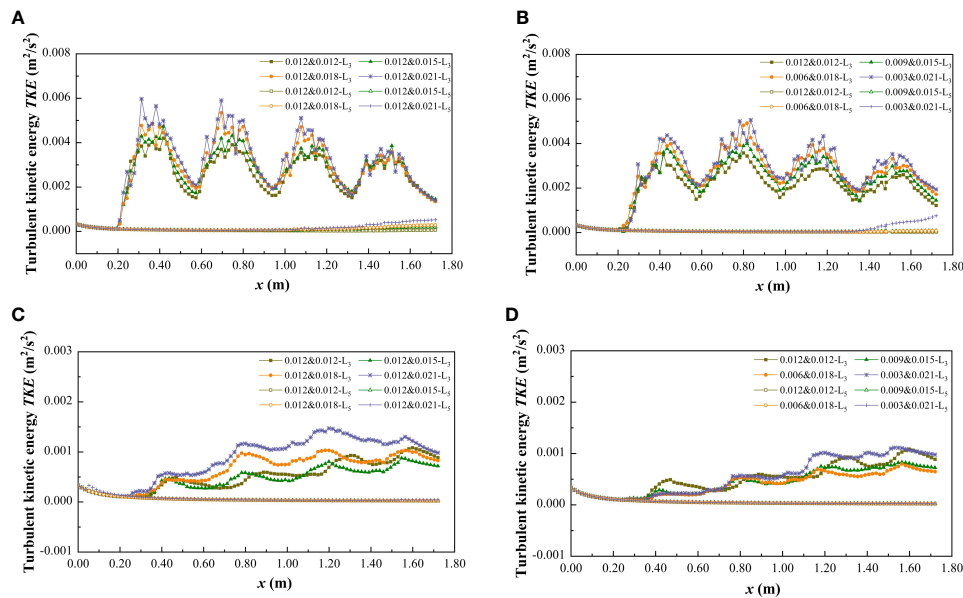 A
Turbulent kinetic energy TKE (m²/s²)
0.008
0.006
0.004
0.002
0.000
0.012&0.012-L₃
0.012&0.015-L₃
0.012&0.018-L₃
0.012&0.021-L₃
0.012&0.012-L₅
0.012&0.015-L₅
0.012&0.018-L₅
0.012&0.021-L₅
0.00 0.20 0.40 0.60 0.80 1.00 1.20 1.40 1.60 1.80
x (m)
B
Turbulent kinetic energy TKE (m²/s²)
0.008
0.006
0.004
0.002
0.000
0.012&0.012-L₃
0.009&0.015-L₃
0.006&0.018-L₃
0.003&0.021-L₃
0.012&0.012-L₅
0.009&0.015-L₅
0.006&0.018-L₅
0.003&0.021-L₅
0.00 0.20 0.40 0.60 0.80 1.00 1.20 1.40 1.60 1.80
x (m)
C
Turbulent kinetic energy TKE (m²/s²)
0.003
0.002
0.001
0.000
-0.001
0.012&0.012-L₃
0.012&0.015-L₃
0.012&0.018-L₃
0.012&0.021-L₃
0.012&0.012-L₅
0.012&0.015-L₅
0.012&0.018-L₅
0.012&0.021-L₅
0.00 0.20 0.40 0.60 0.80 1.00 1.20 1.40 1.60 1.80
x (m)
D
Turbulent kinetic energy TKE (m²/s²)
0.003
0.002
0.001
0.000
-0.001
0.012&0.012-L₃
0.009&0.015-L₃
0.006&0.018-L₃
0.003&0.021-L₃
0.012&0.012-L₅
0.009&0.015-L₅
0.006&0.018-L₅
0.003&0.021-L₅
0.00 0.20 0.40 0.60 0.80 1.00 1.20 1.40 1.60 1.80
x (m)